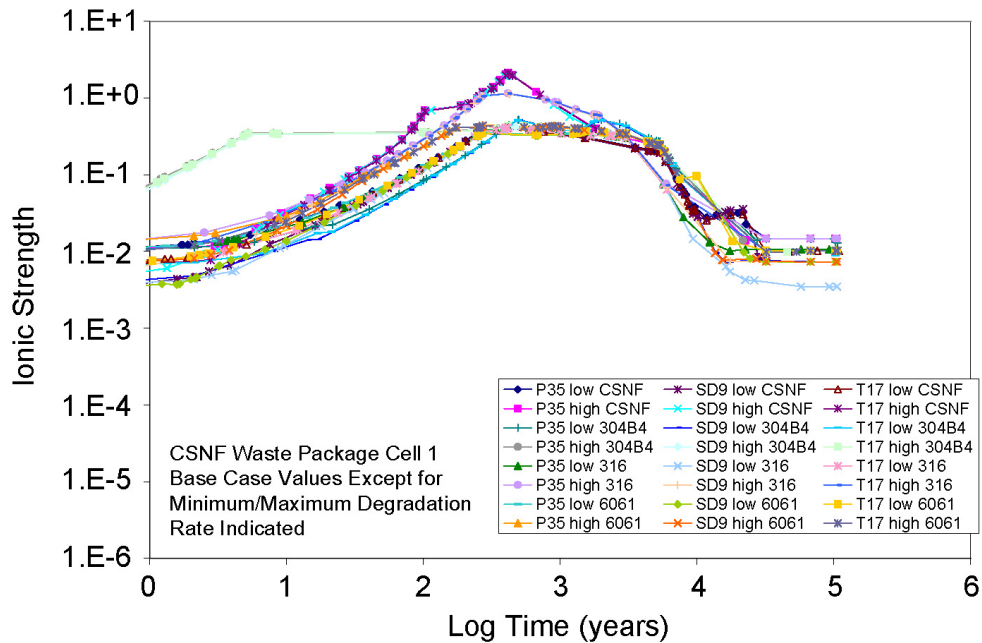 1.E+1
1.E+0
1.E-1
1.E-2
1.E-3
1.E-4
1.E-5
1.E-6
Ionic Strength
P35 low CSNF SD9 low CSNF T17 low CSNF
P35 high CSNF SD9 high CSNF T17 high CSNF
P35 low 304B4 SD9 low 304B4 T17 low 304B4
P35 high 304B4 SD9 high 304B4 T17 high 304B4
P35 low 316 SD9 low 316 T17 low 316
P35 high 316 SD9 high 316 T17 high 316
P35 low 6061 SD9 low 6061 T17 low 6061
P35 high 6061 SD9 high 6061 T17 high 6061
CSNF Waste Package Cell 1
Base Case Values Except for
Minimum/Maximum Degradation
Rate Indicated
0 1 2 3 4 5 6
Log Time (years)